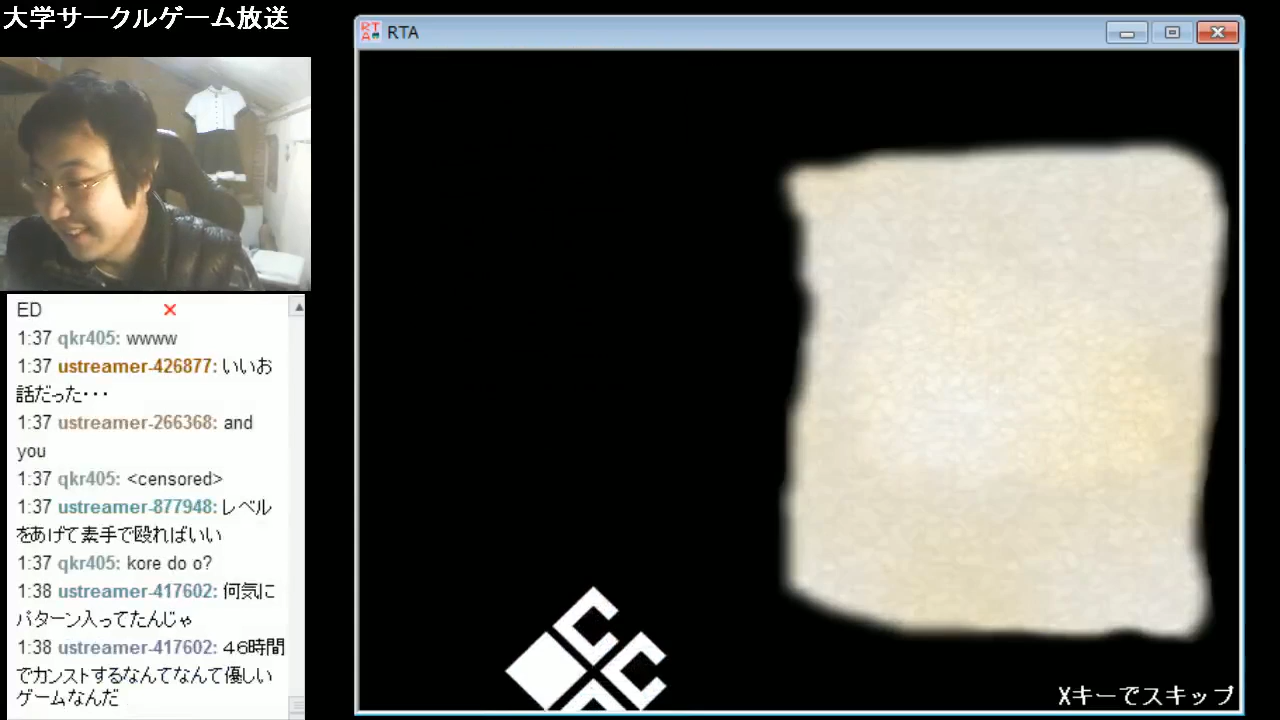 大学サークルゲーム放送
RTA
ED
1:37 qkr405: wwww
1:37 ustreamer-426877: いいお
話だった・・・
1:37 ustreamer-266368: and
you
1:37 qkr405: <censored>
1:37 ustreamer-877948: レベル
をあげて素手で殴ればいい
1:37 qkr405: kore do o?
1:38 ustreamer-417602: 何気に
パターン入ってたんじゃ
1:38 ustreamer-417602: ４６時間
でカンストするなんてなんて優しい
ゲームなんだ
Xキーでスキップ